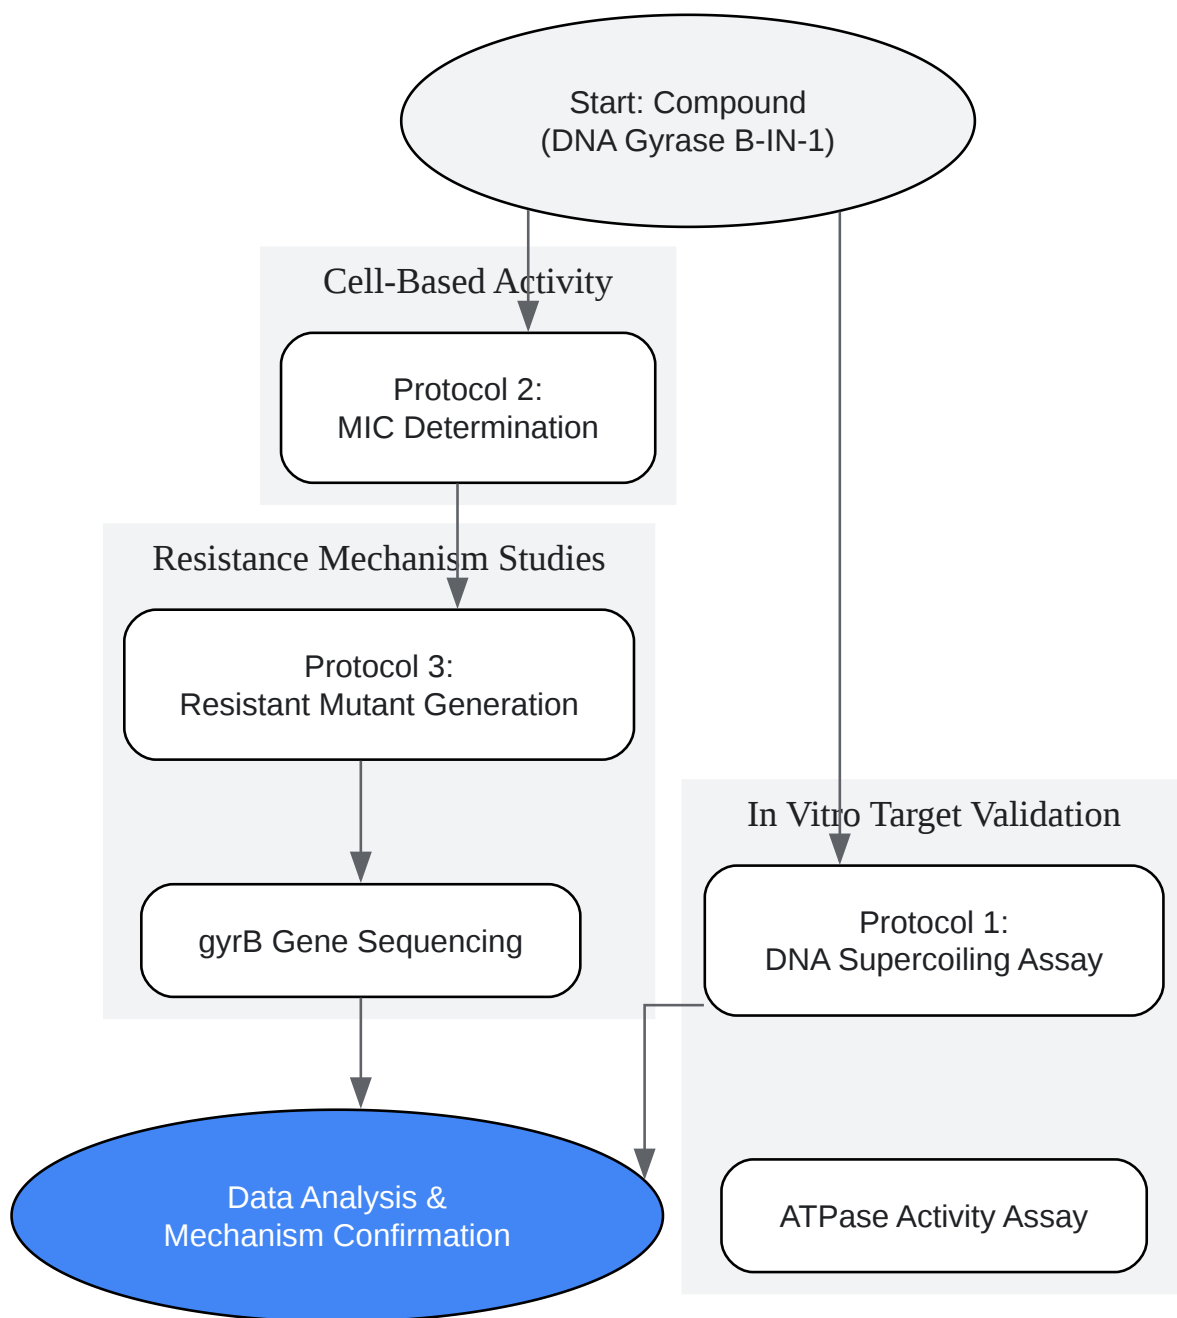 Start: Compound
(DNA Gyrase B-IN-1)
Cell-Based Activity
Protocol 2:
MIC Determination
Resistance Mechanism Studies
Protocol 3:
Resistant Mutant Generation
In Vitro Target Validation
gyrB Gene Sequencing
Protocol 1:
DNA Supercoiling Assay
Data Analysis &
Mechanism Confirmation
ATPase Activity Assay